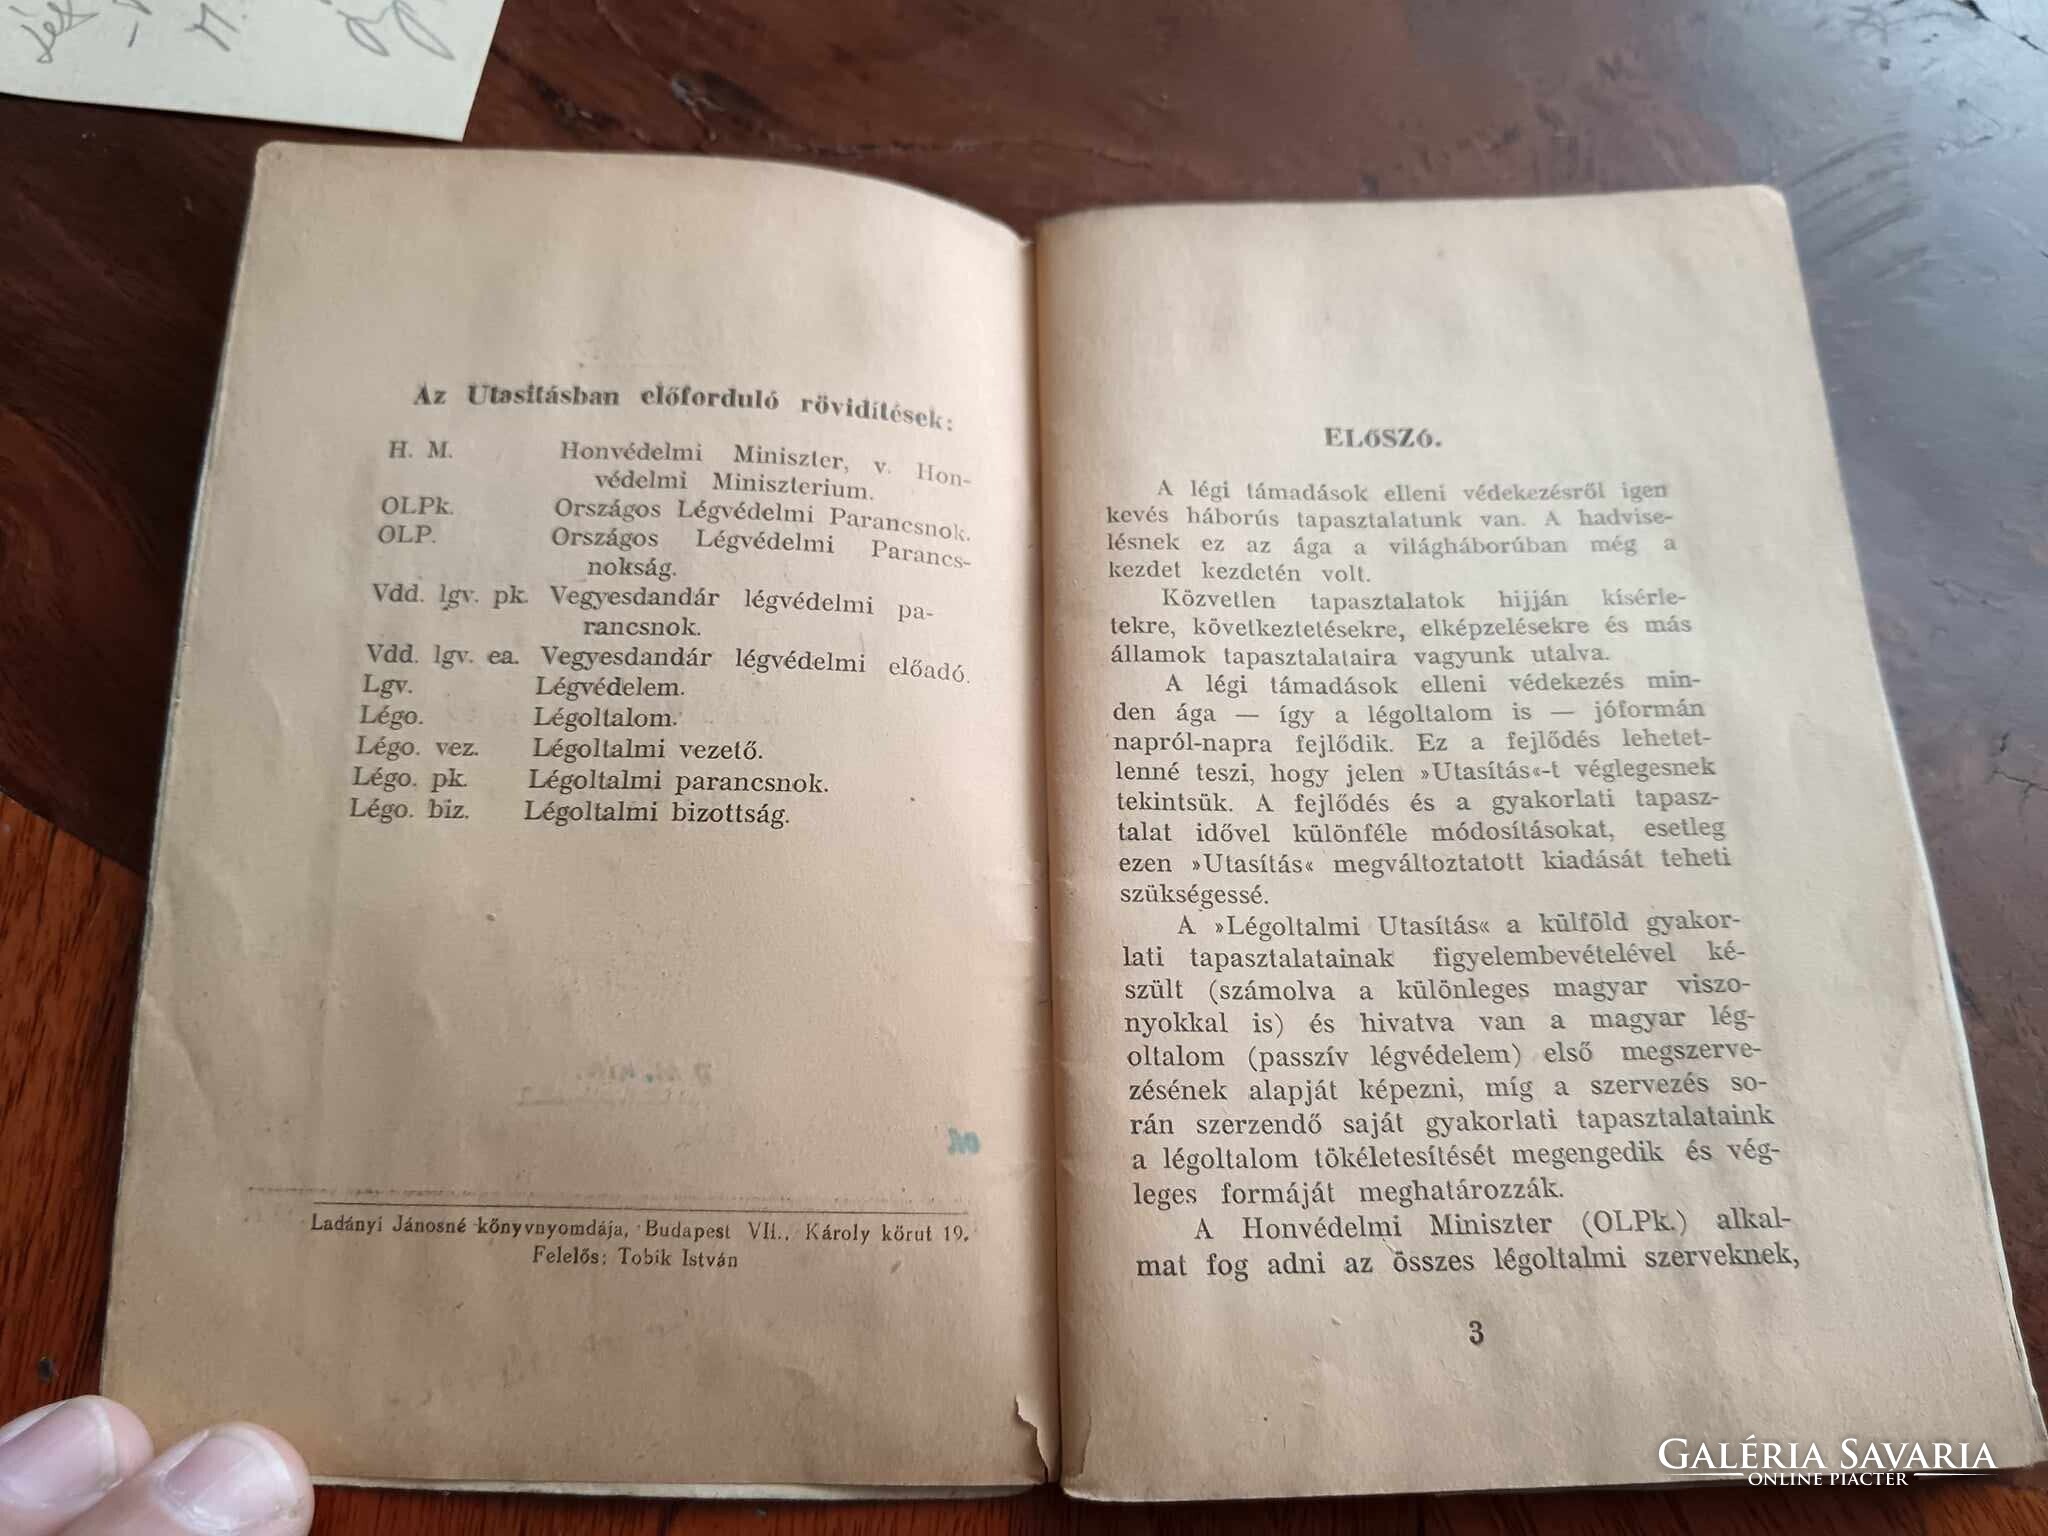 Az Utasításban előforduló rövidítések:
H. M. Honvédelmi Miniszter, v. Hon-
védelmi Miniszterium.
OLPk. Országos Légvédelmi Parancsnok.
OLP. Országos Légvédelmi Parancs-
nokság.
Vdd. lgv. pk. Vegyesdandár légvédelmi pa-
rancsnok.
Vdd. lgv. ea. Vegyesdandár légvédelmi előadó.
Lgv. Légvédelem.
Légo. Légoltalom.
Légo. vez. Légoltalmi vezető.
Légo. pk. Légoltalmi parancsnok.
Légo. biz. Légoltalmi bizottság.
Ladányi Jánosné könyvnyomdája, Budapest VII., Károly körut 19.
Felelős: Tobik István
ELŐSZÓ.
A légi támadások elleni védekezésről igen
kevés háborús tapasztalatunk van. A hadvise-
lésnek ez az ága a világháborúban még a
kezdet kezdetén volt.
Közvetlen tapasztalatok hijján kísérle-
tekre, következtetésekre, elképzelésekre és más
államok tapasztalataira vagyunk utalva.
A légi támadások elleni védekezés min-
den ága — így a légoltalom is — jóformán
napról-napra fejlődik. Ez a fejlődés lehetet-
lenné teszi, hogy jelen »Utasítás«-t véglegesnek
tekintsük. A fejlődés és a gyakorlati tapasz-
talat idővel különféle módosításokat, esetleg
ezen »Utasítás« megváltoztatott kiadását teheti
szükségessé.
A »Légoltalmi Utasítás« a külföld gyakor-
lati tapasztalatainak figyelembevételével ké-
szült (számolva a különleges magyar viszo-
nyokkal is) és hivatva van a magyar lég-
oltalom (passzív légvédelem) első megszerve-
zésének alapját képezni, míg a szervezés so-
rán szerzendő saját gyakorlati tapasztalataink
a légoltalom tökéletesítését megengedik és vég-
leges formáját meghatározzák.
A Honvédelmi Miniszter (OLPk.) alkal-
mat fog adni az összes légoltalmi szerveknek,
3
GALÉRIA SAVARIA
ONLINE PIACTÉR